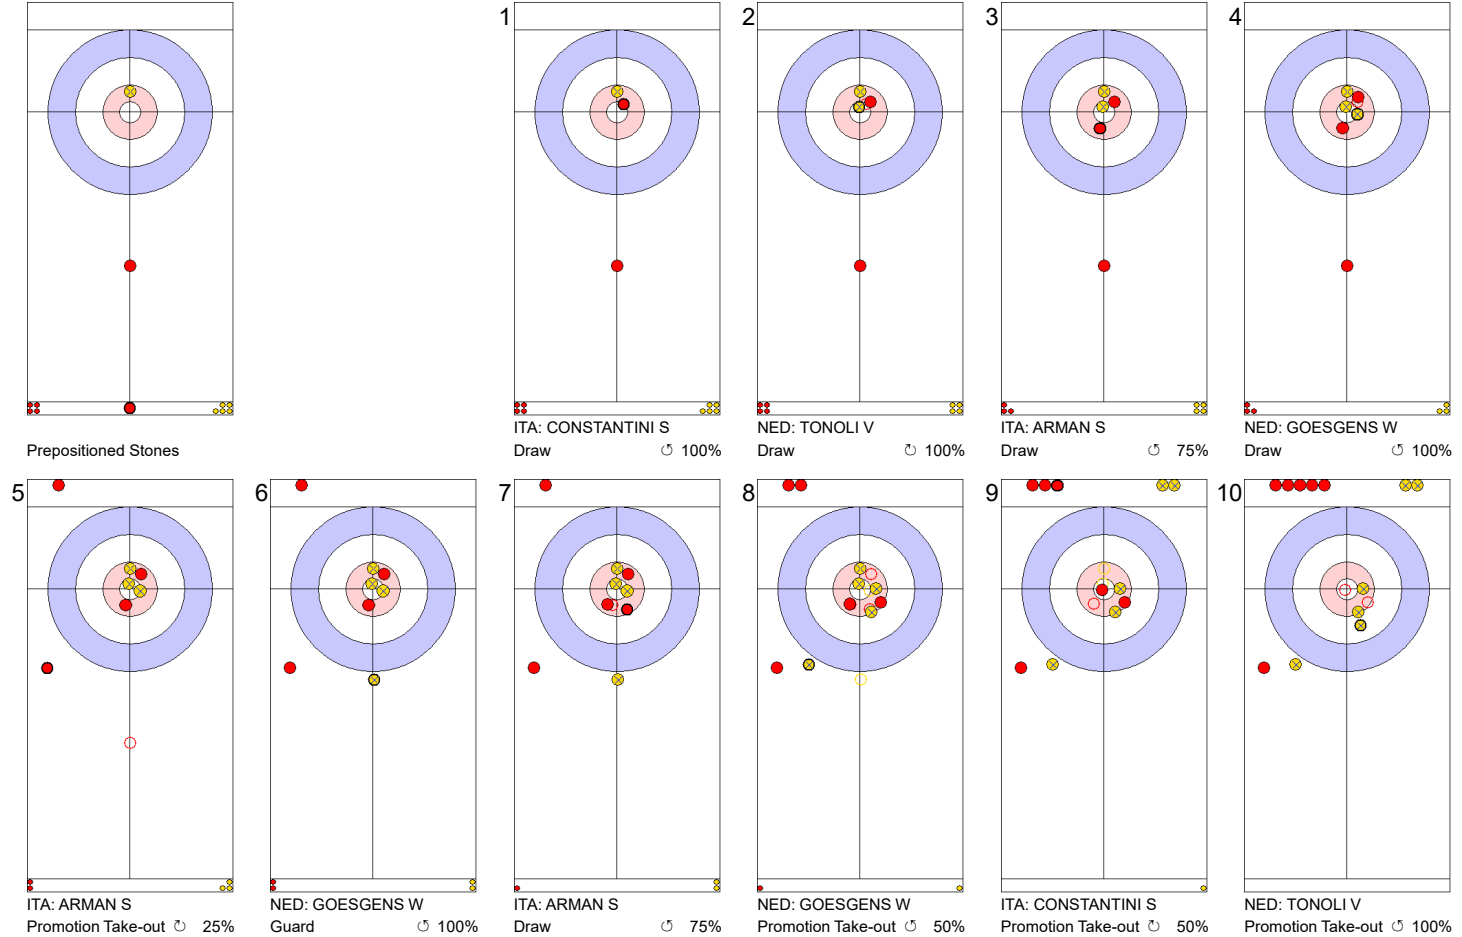 1
2
3
4
Prepositioned Stones
ITA: CONSTANTINI S
Draw 100%
NED: TONOLI V
Draw 100%
ITA: ARMAN S
Draw 75%
NED: GOESGENS W
Draw 100%
5
6
7
8
9
10
ITA: ARMAN S
Promotion Take-out 25%
NED: GOESGENS W
Guard 100%
ITA: ARMAN S
Draw 75%
NED: GOESGENS W
Promotion Take-out 50%
ITA: CONSTANTINI S
Promotion Take-out 50%
NED: TONOLI V
Promotion Take-out 100%